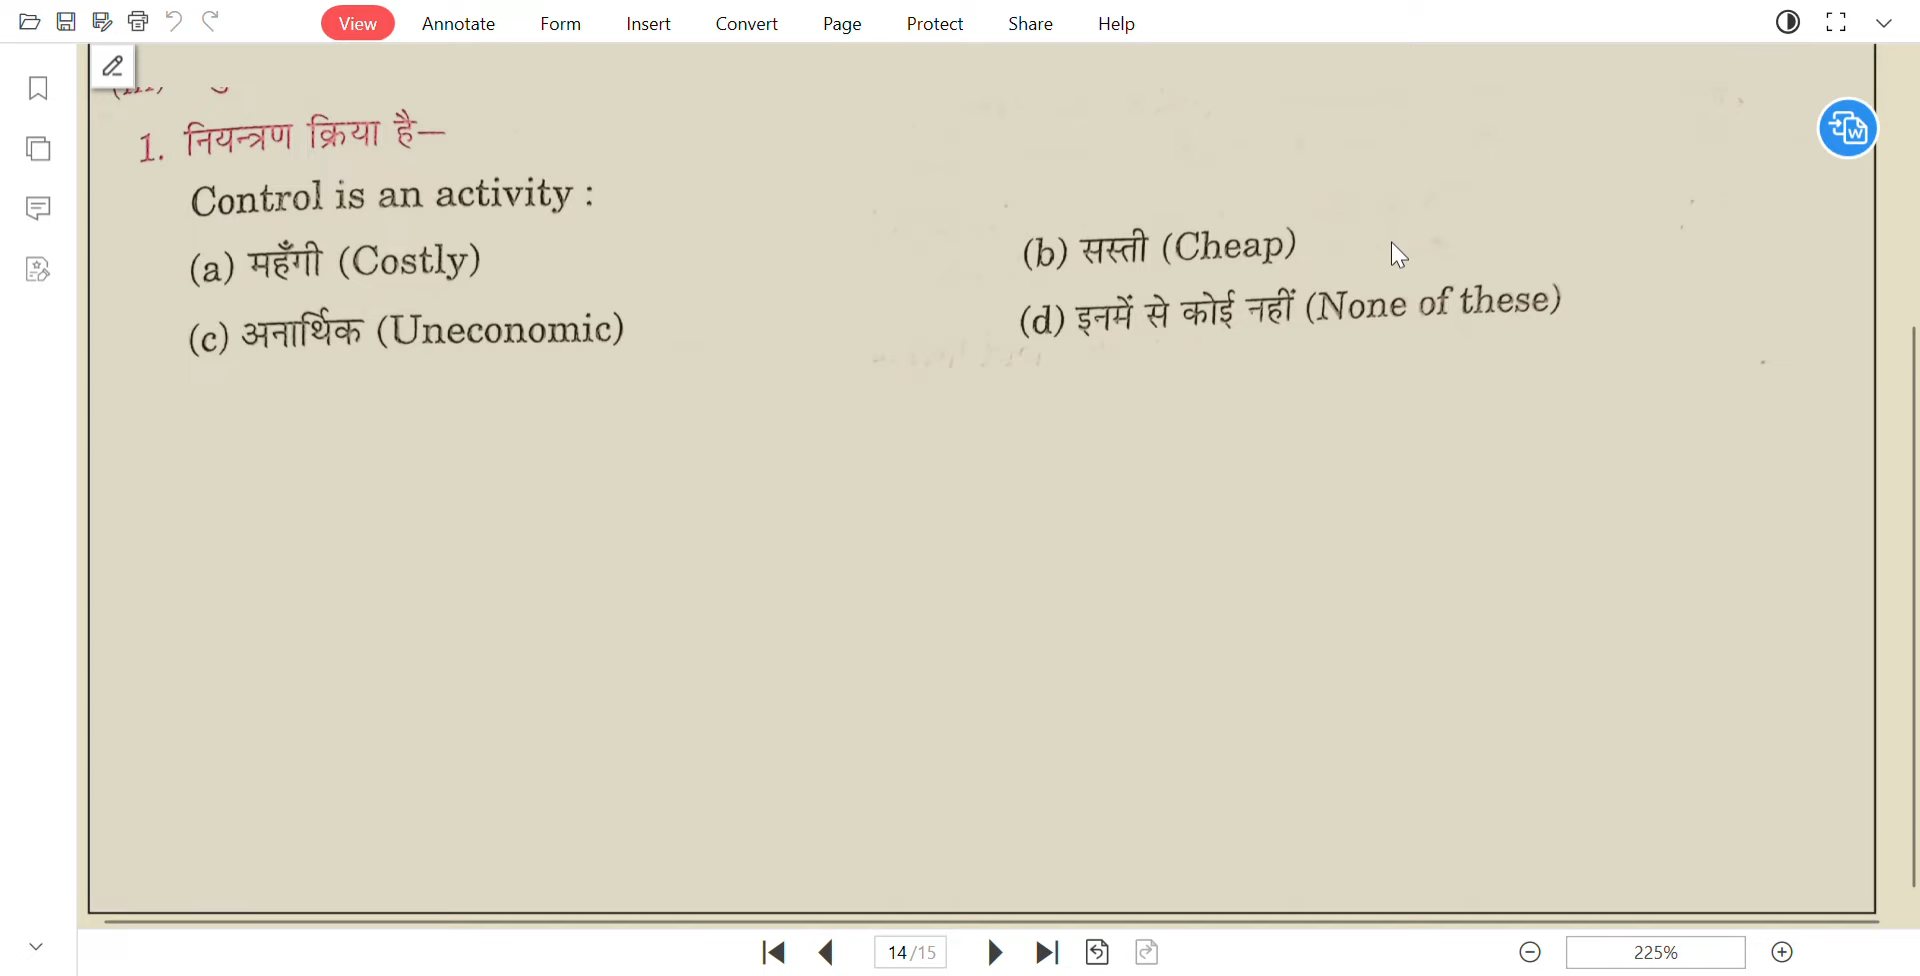 View Annotate Form Insert Convert Page Protect Share Help
1. नियन्त्रण क्रिया है—
Control is an activity :
(a) महँगी (Costly)
(b) सस्ती (Cheap)
(c) अनार्थिक (Uneconomic)
(d) इनमें से कोई नहीं (None of these)
14/15
225%